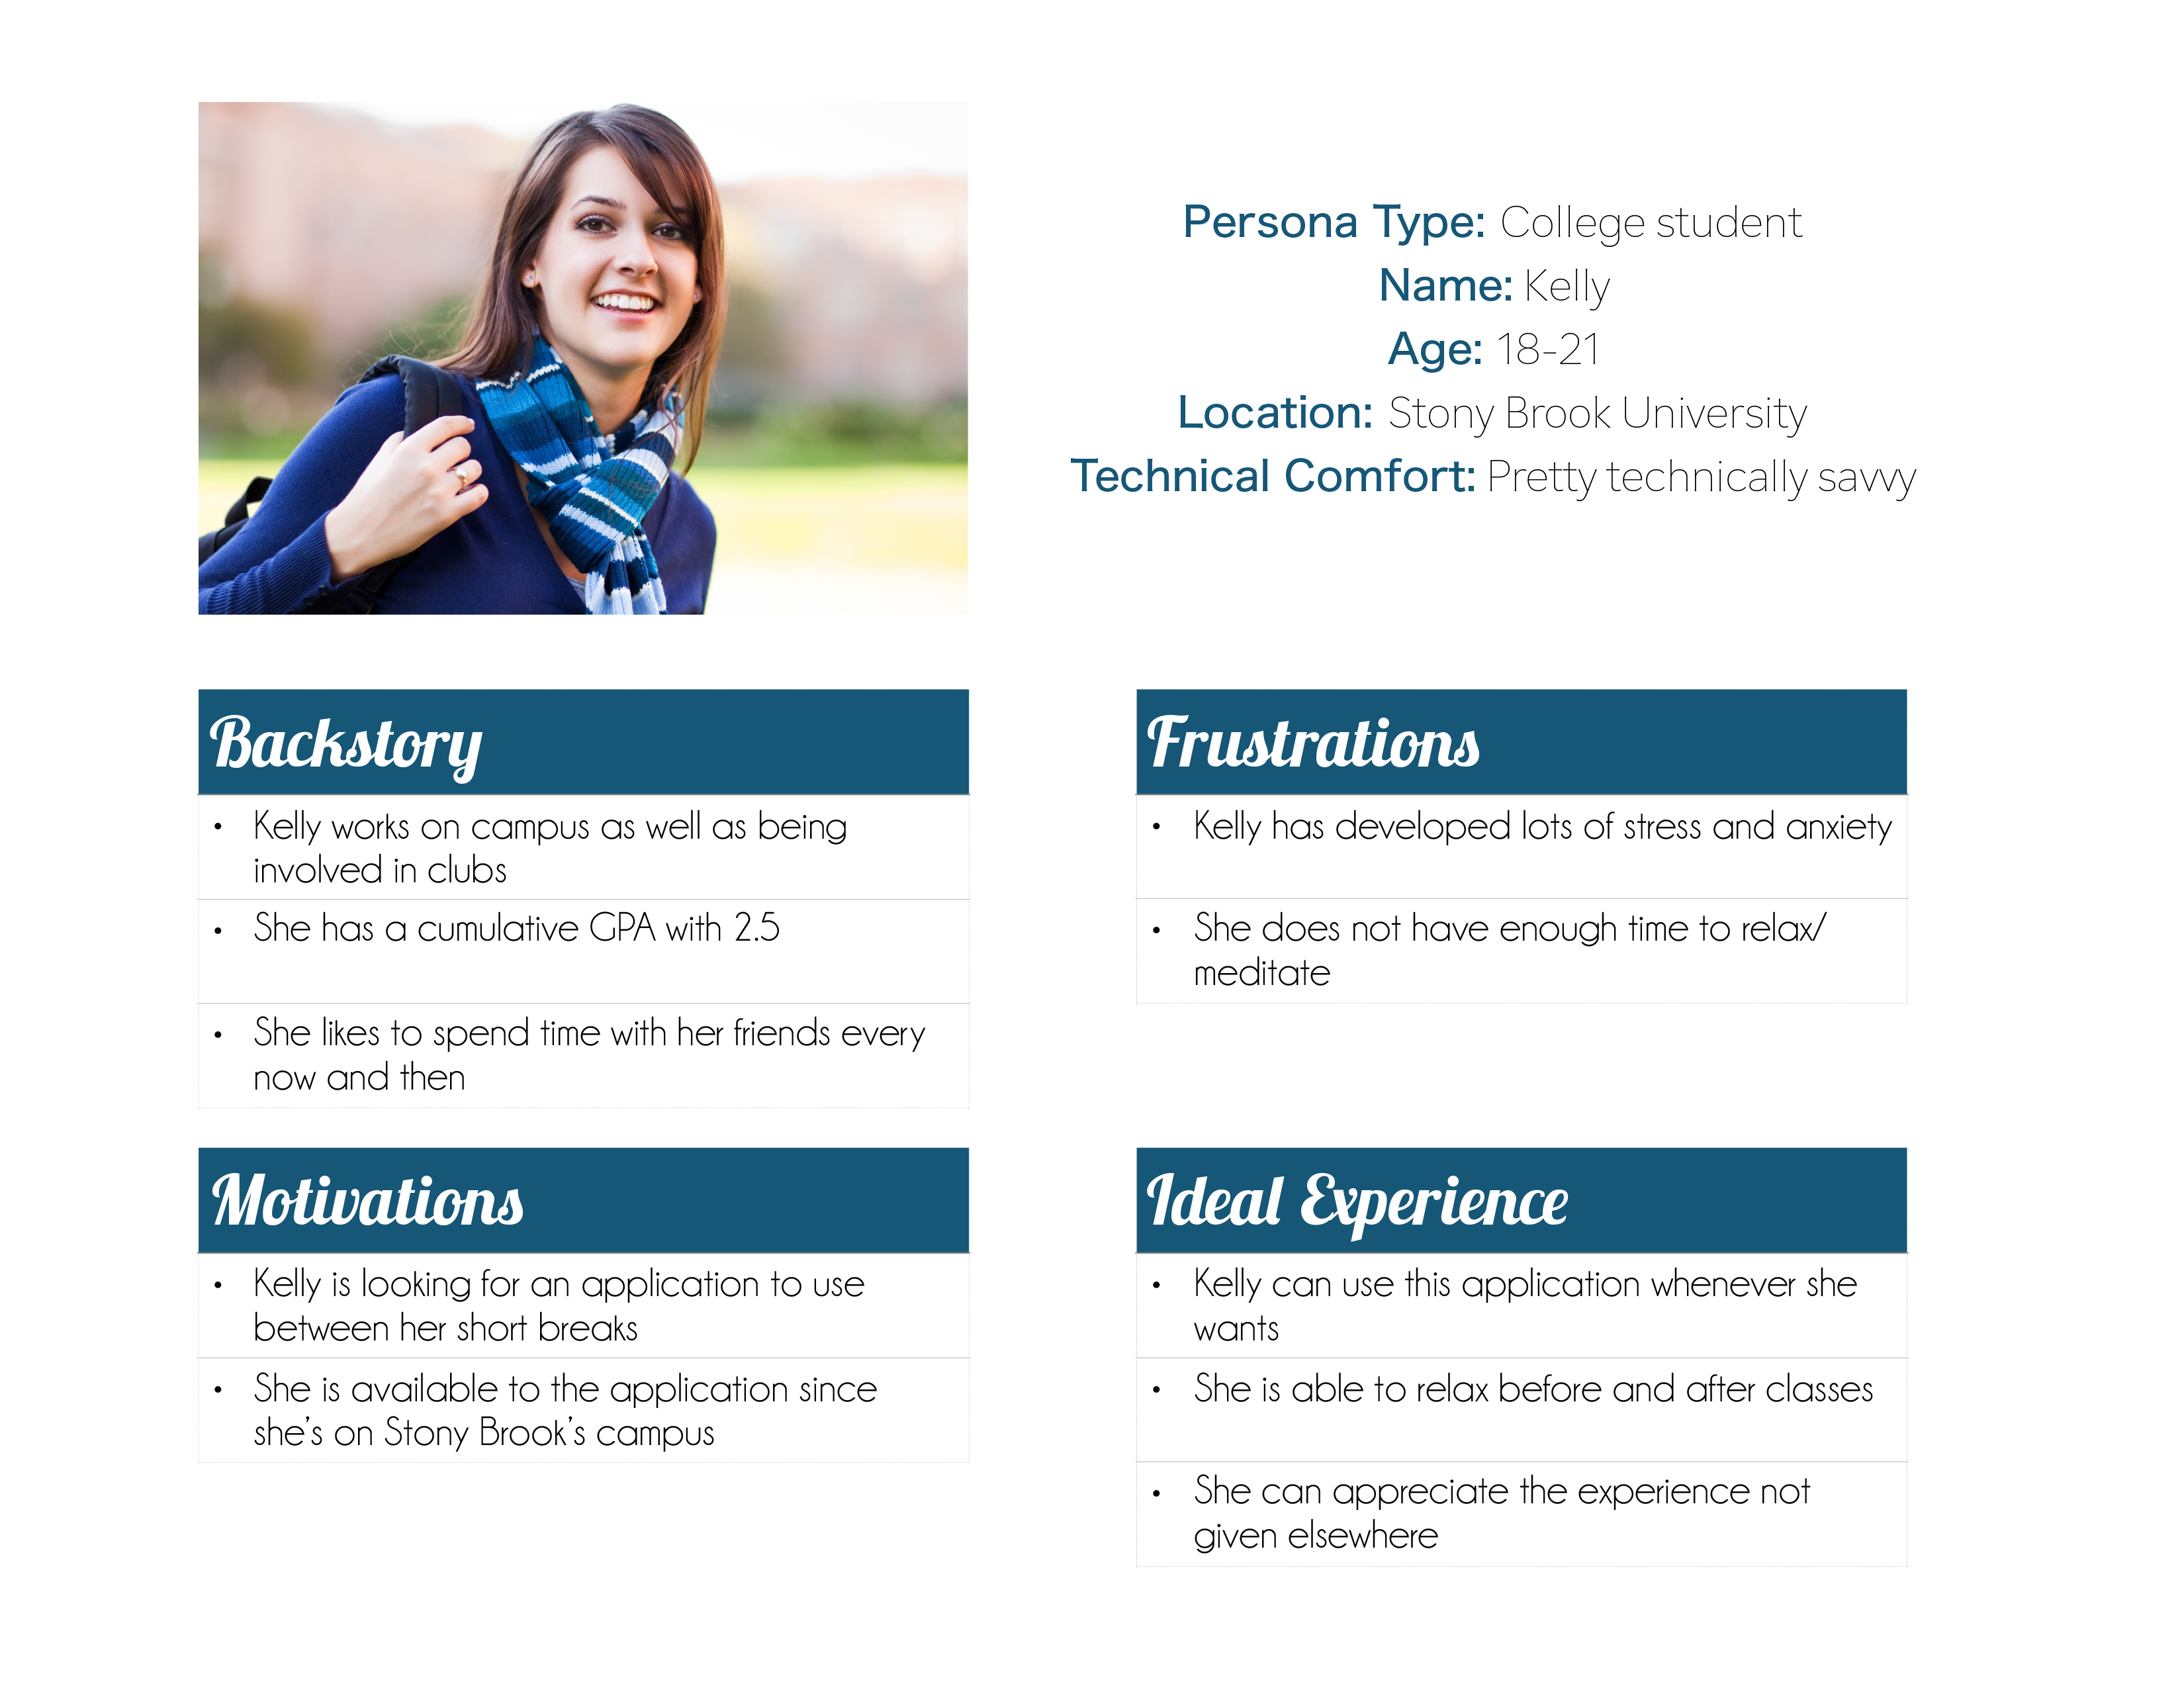 Persona Type: College student
Name: Kelly
Age: 18-21
Location: Stony Brook University
Technical Comfort: Pretty technically savvy
Backstory
• Kelly works on campus as well as being
involved in clubs
• She has a cumulative GPA with 2.5
• She likes to spend time with her friends every
now and then
Frustrations
• Kelly has developed lots of stress and anxiety
• She does not have enough time to relax/
meditate
Motivations
• Kelly is looking for an application to use
between her short breaks
• She is available to the application since
she's on Stony Brook's campus
Ideal Experience
• Kelly can use this application whenever she
wants
• She is able to relax before and after classes
• She can appreciate the experience not
given elsewhere